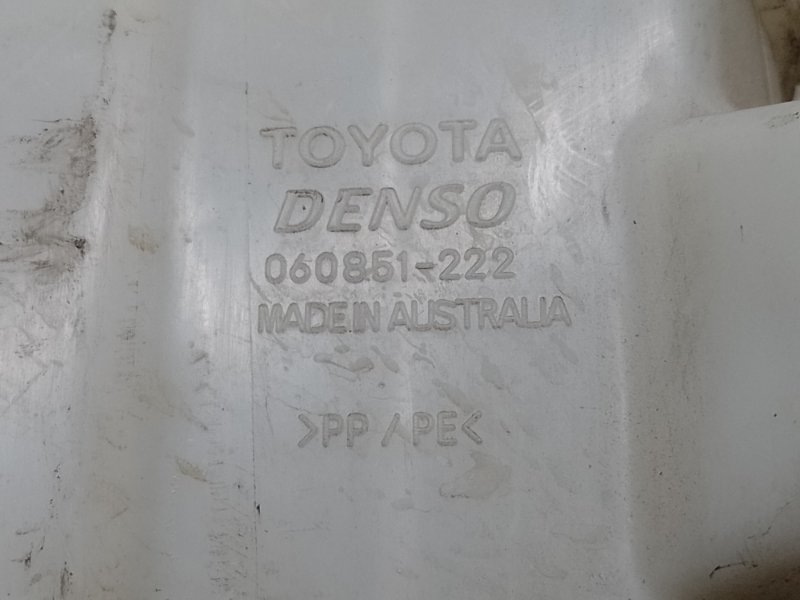 TOYOTA
DENSO
060851-222
MADE IN AUSTRALIA
>PP/PE<